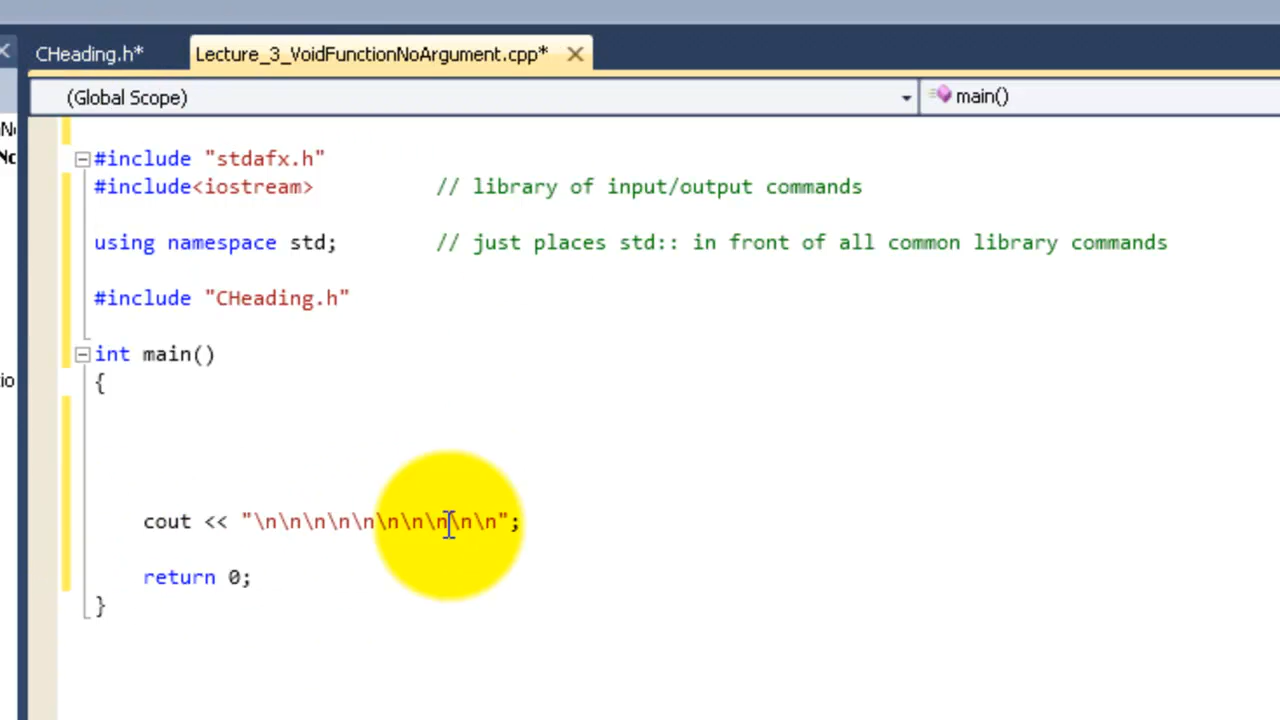 CHeading.h*
Lecture_3_VoidFunctionNoArgument.cpp*
(Global Scope)
main()
#include "stdafx.h"
#include<iostream> // library of input/output commands
using namespace std; // just places std:: in front of all common library commands
#include "CHeading.h"
int main()
{
cout << "\n\n\n\n\n\n\n\n\n\n";
return 0;
}